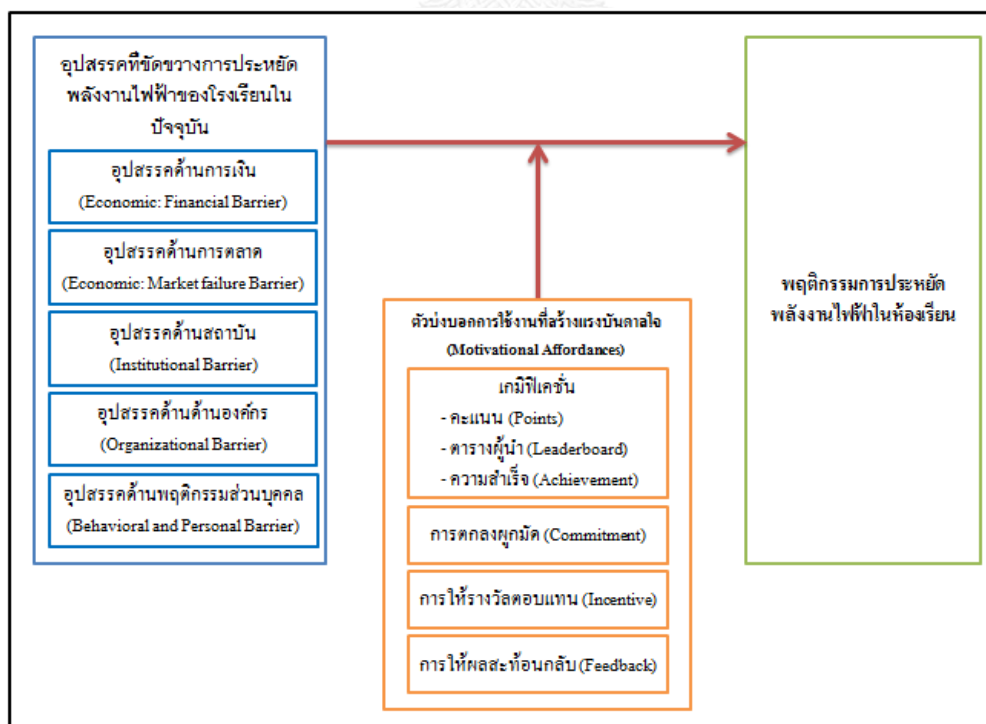 อุปสรรคที่ขัดขวางการประหยัด
พลังงานไฟฟ้าของโรงเรียนใน
ปัจจุบัน
อุปสรรคด้านการเงิน
(Economic: Financial Barrier)
อุปสรรคด้านการตลาด
(Economic: Market failure Barrier)
อุปสรรคด้านสถาบัน
(Institutional Barrier)
อุปสรรคด้านด้านองค์กร
(Organizational Barrier)
อุปสรรคด้านพฤติกรรมส่วนบุคคล
(Behavioral and Personal Barrier)
ตัวบ่งบอกการใช้งานที่สร้างแรงบันดาลใจ
(Motivational Affordances)
เกมิฟิเคชั่น
- คะแนน (Points)
- ตารางผู้นำ (Leaderboard)
- ความสำเร็จ (Achievement)
การตกลงผูกมัด (Commitment)
การให้รางวัลตอบแทน (Incentive)
การให้ผลสะท้อนกลับ (Feedback)
พฤติกรรมการประหยัด
พลังงานไฟฟ้าในห้องเรียน